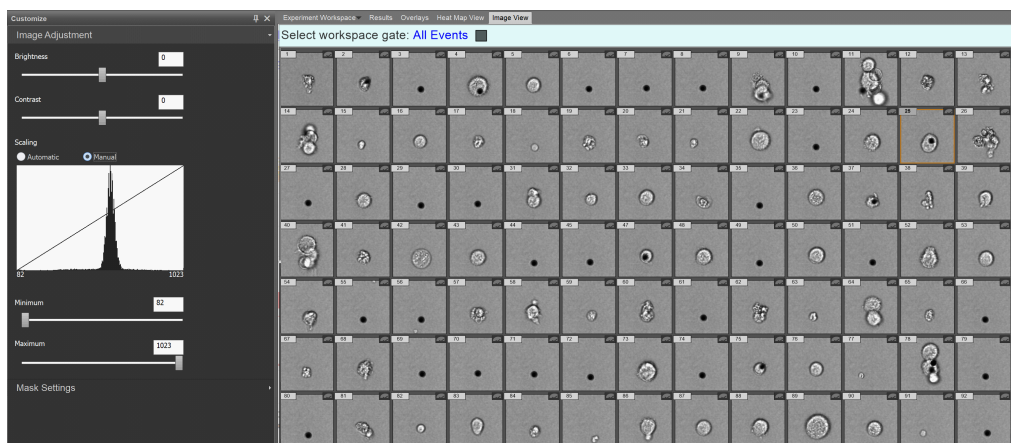 Customize
Image Adjustment
Brightness
0
Contrast
0
Scaling
Automatic Manual
82 1023
Minimum
82
Maximum
1023
Mask Settings
Experiment Workspace Results Overlays Heat Map View Image View
Select workspace gate: All Events
1 2 3 4 5 6 7 8 9 10 11 12 13
14 15 16 17 18 19 20 21 22 23 24 25 26
27 28 29 30 31 32 33 34 35 36 37 38 39
40 41 42 43 44 45 46 47 48 49 50 51 52 53
54 55 56 57 58 59 60 61 62 63 64 65 66
67 68 69 70 71 72 73 74 75 76 77 78 79
80 81 82 83 84 85 86 87 88 89 90 91 92